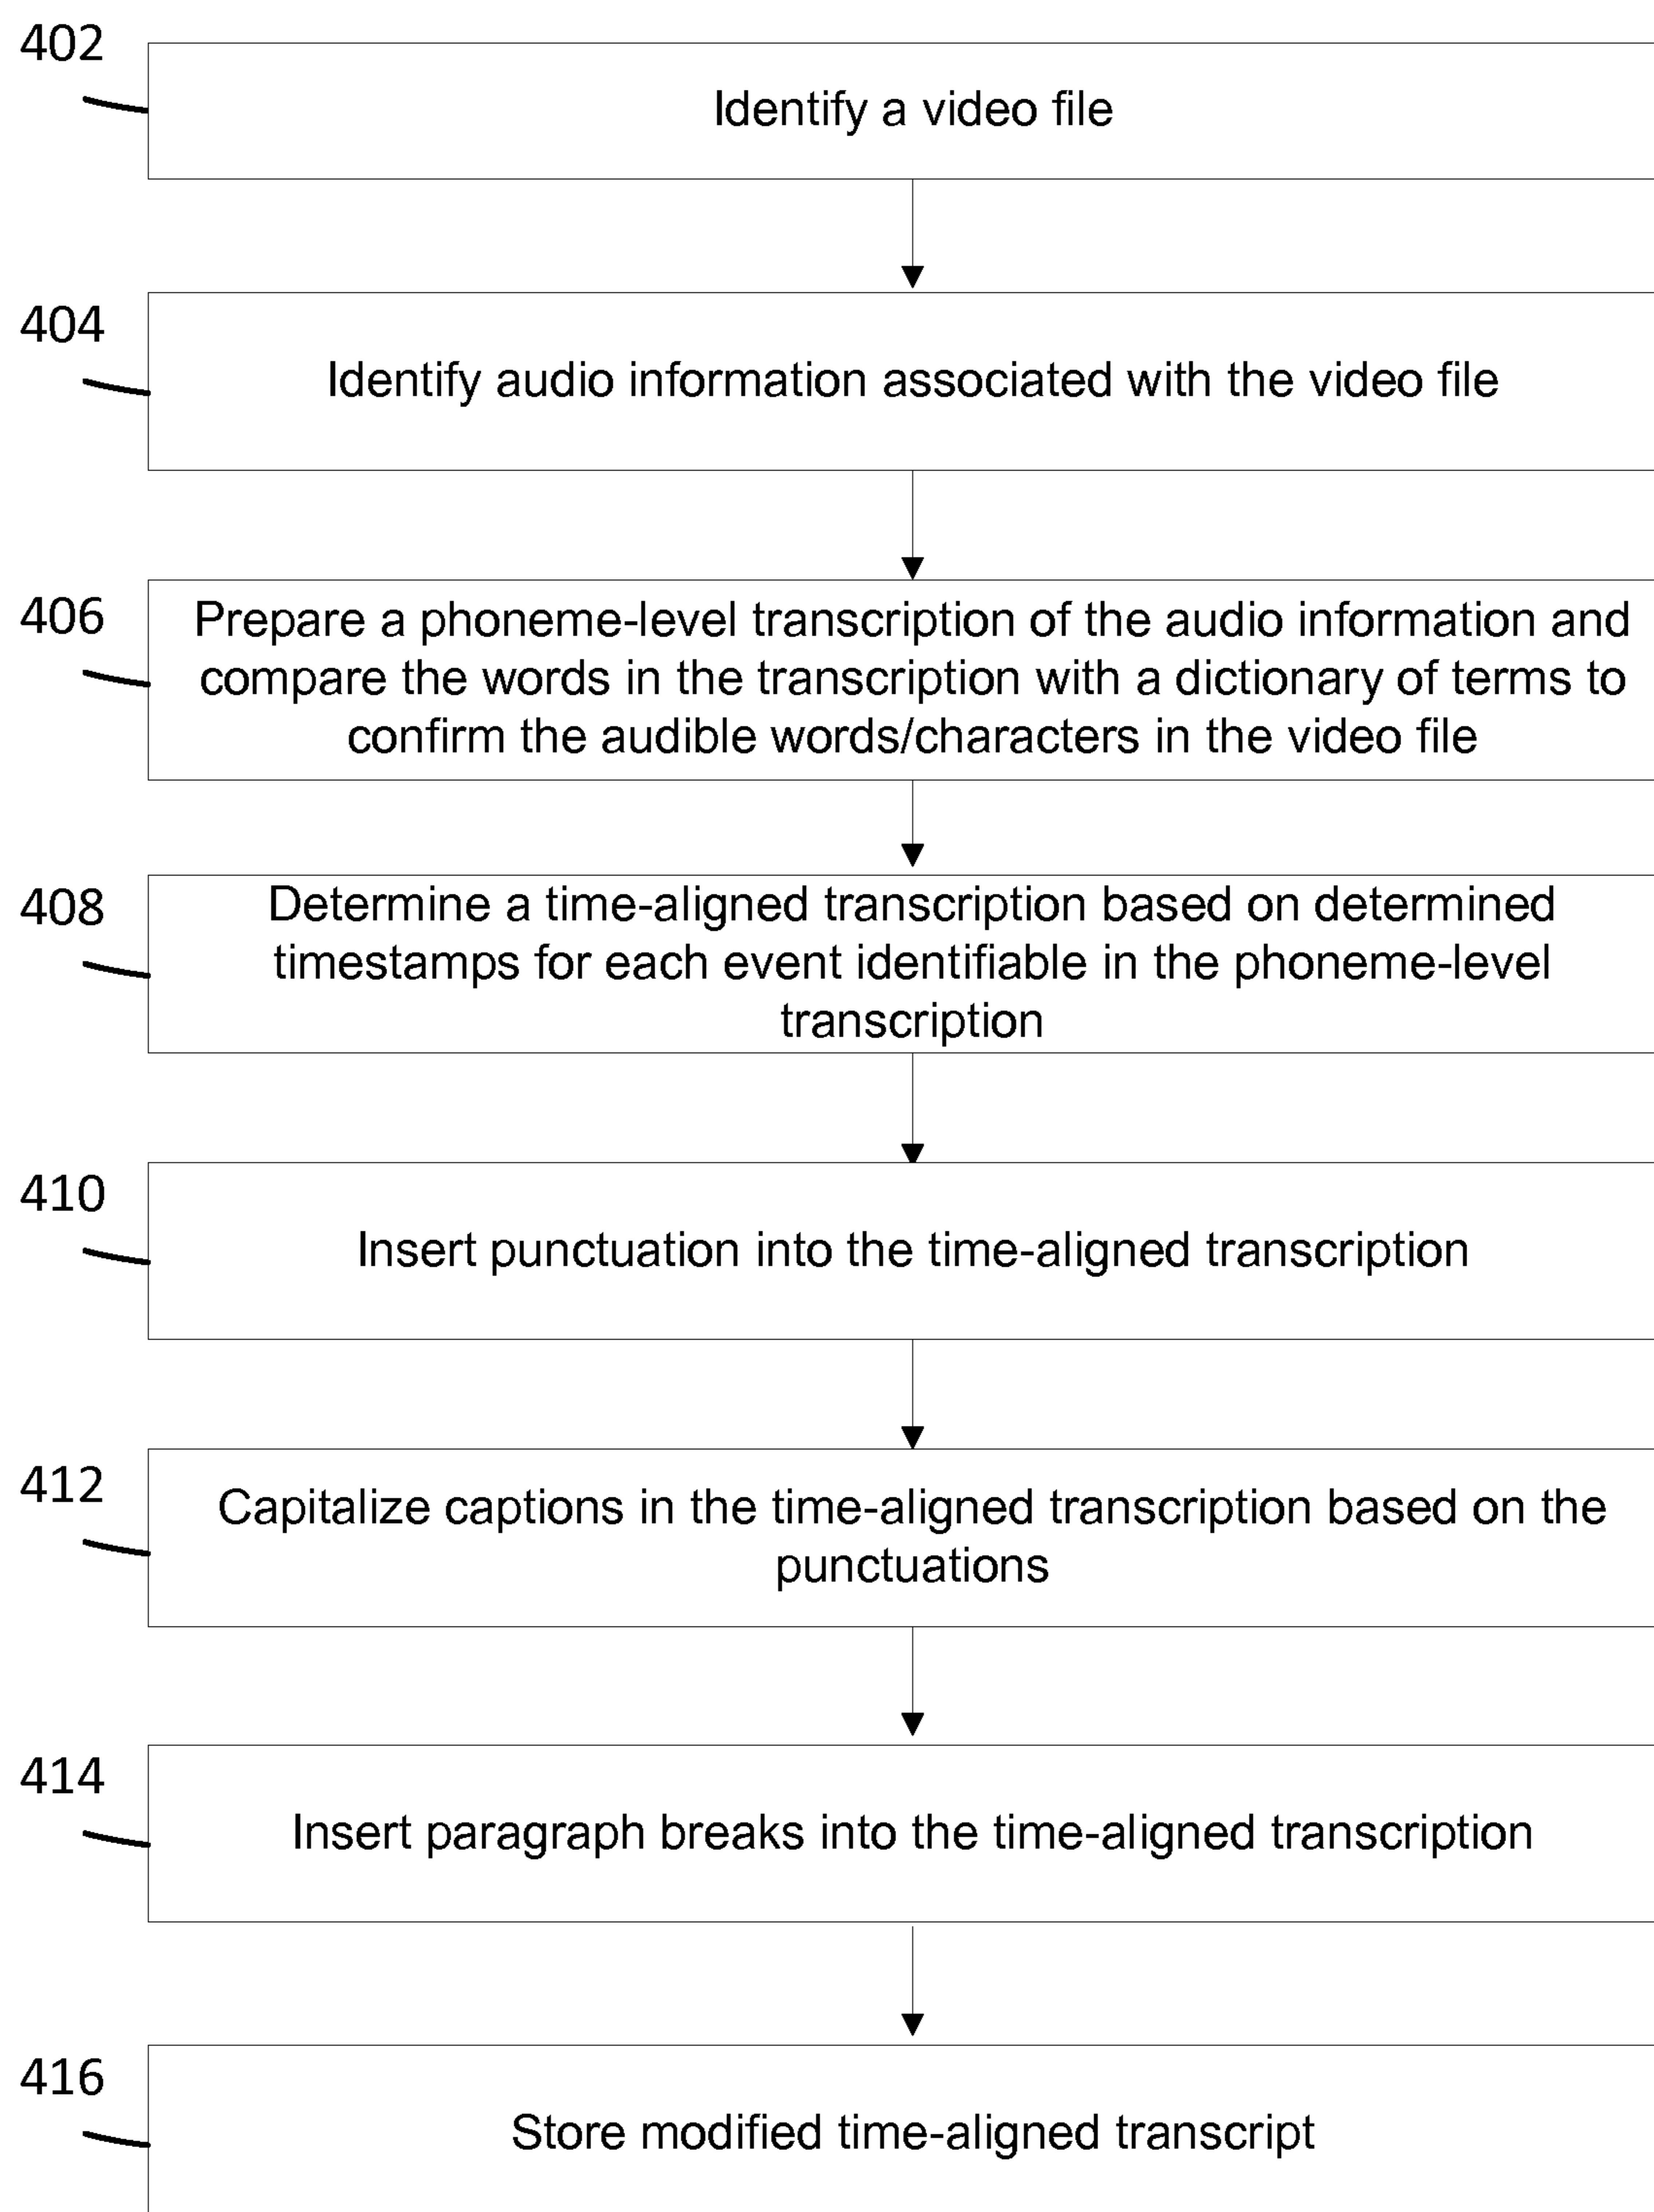 402
Identify a video file
404
Identify audio information associated with the video file
406
Prepare a phoneme-level transcription of the audio information and
compare the words in the transcription with a dictionary of terms to
confirm the audible words/characters in the video file
408
Determine a time-aligned transcription based on determined
timestamps for each event identifiable in the phoneme-level
transcription
410
Insert punctuation into the time-aligned transcription
412
Capitalize captions in the time-aligned transcription based on the
punctuations
414
Insert paragraph breaks into the time-aligned transcription
416
Store modified time-aligned transcript